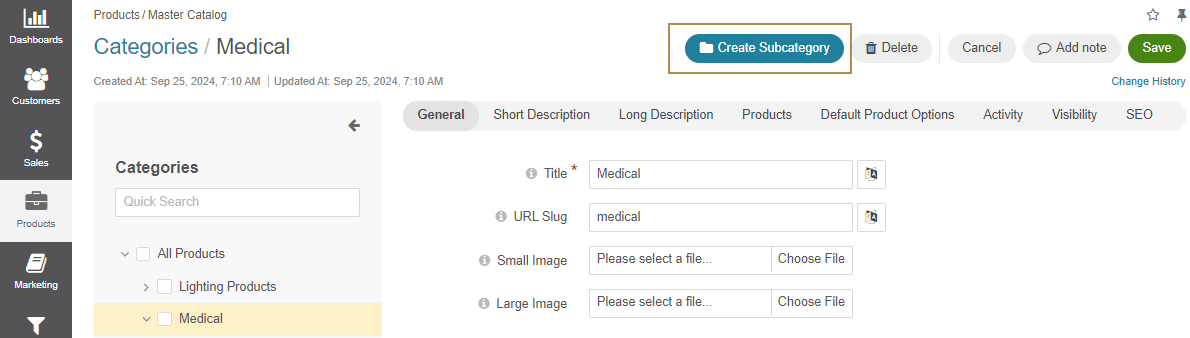 Dashboards
Customers
Sales
Products
Marketing
Products / Master Catalog
Categories / Medical
Create Subcategory
Delete
Cancel
Add note
Save
Created At: Sep 25, 2024, 7:10 AM | Updated At: Sep 25, 2024, 7:10 AM
Change History
Categories
Quick Search
All Products
Lighting Products
Medical
General Short Description Long Description Products Default Product Options Activity Visibility SEO
Title * Medical
URL Slug medical
Small Image Please select a file... Choose File
Large Image Please select a file... Choose File